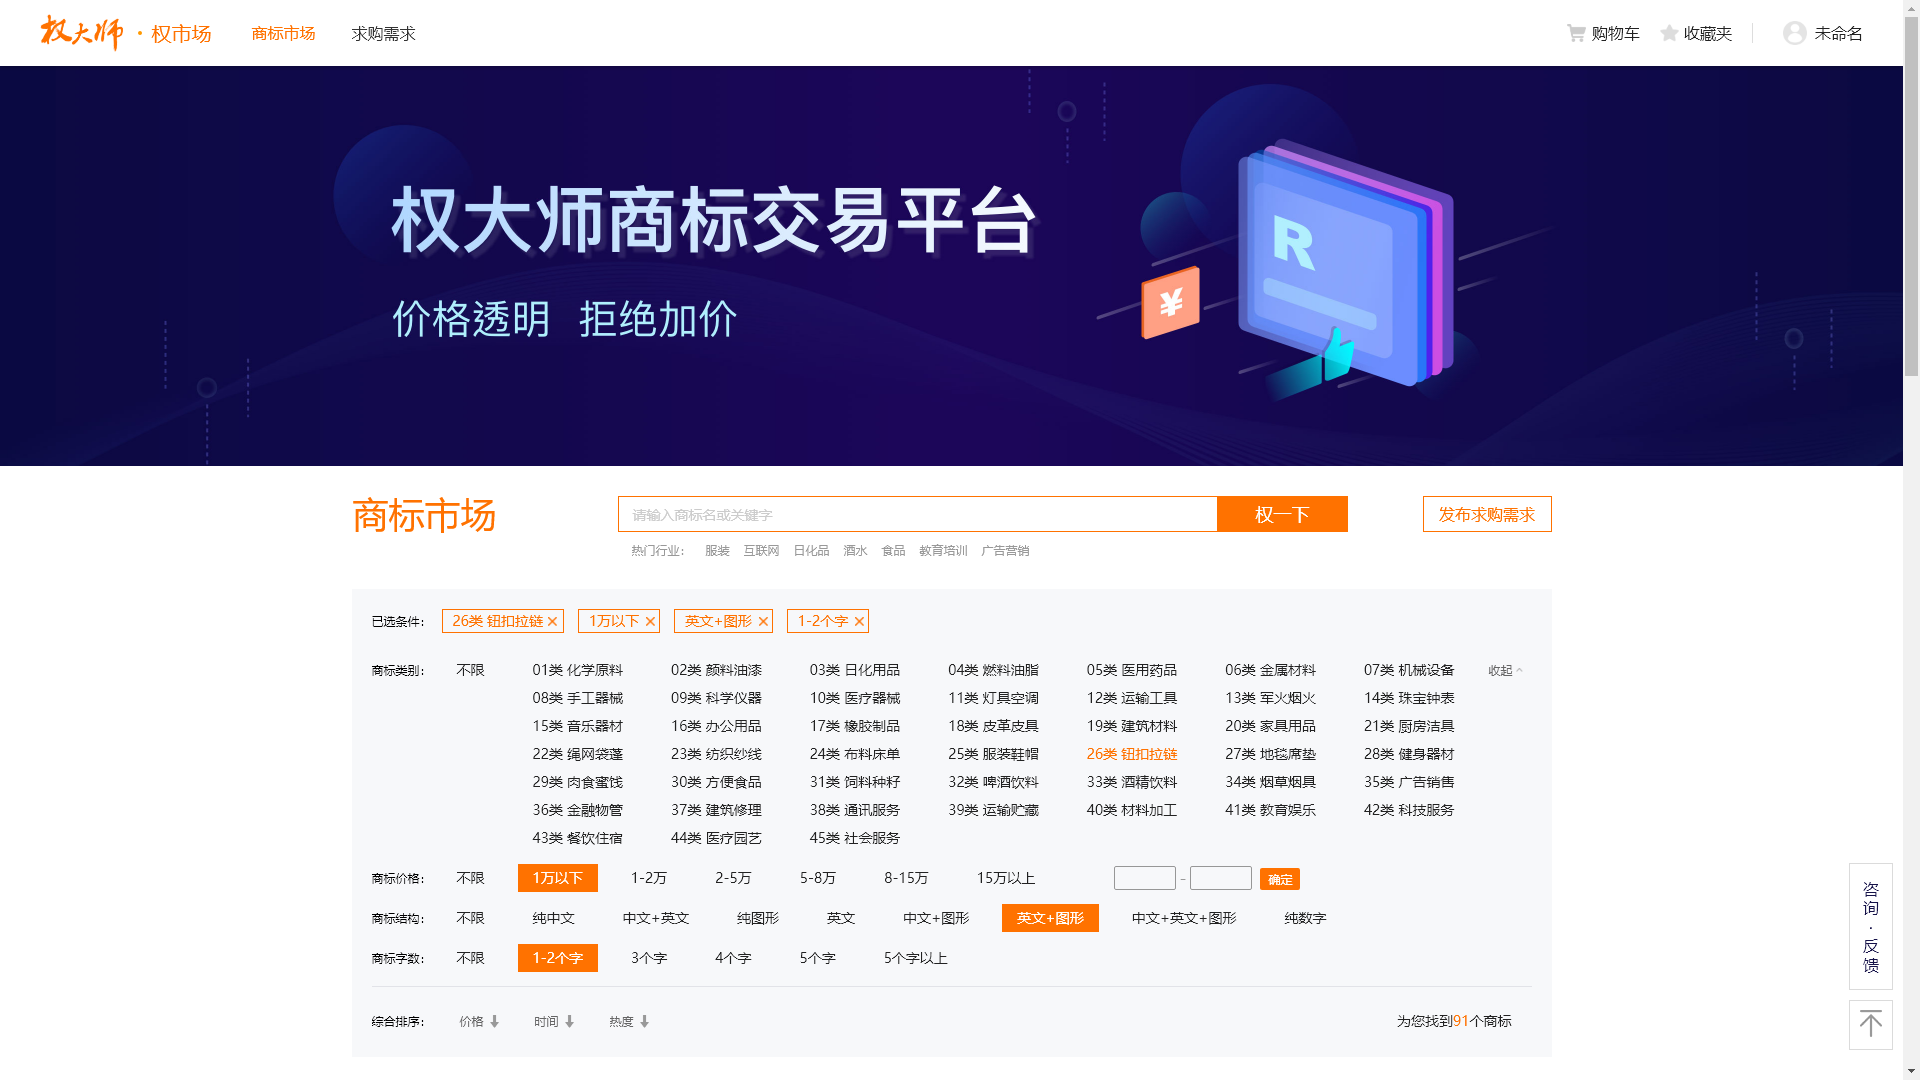 权大师 · 权市场 商标市场 求购需求 购物车 收藏夹 未命名
权大师商标交易平台
价格透明 拒绝加价
R
¥
商标市场 请输入商标名或关键字 权一下 发布求购需求
热门行业： 服装 互联网 日化品 酒水 食品 教育培训 广告营销
已选条件： 26类 钮扣拉链 1万以下 英文+图形 1-2个字
商标类别： 不限 01类 化学原料 02类 颜料油漆 03类 日化用品 04类 燃料油脂 05类 医用药品 06类 金属材料 07类 机械设备 收起
08类 手工器械 09类 科学仪器 10类 医疗器械 11类 灯具空调 12类 运输工具 13类 军火烟火 14类 珠宝钟表
15类 音乐器材 16类 办公用品 17类 橡胶制品 18类 皮革皮具 19类 建筑材料 20类 家具用品 21类 厨房洁具
22类 绳网袋蓬 23类 纺织纱线 24类 布料床单 25类 服装鞋帽 26类 钮扣拉链 27类 地毯席垫 28类 健身器材
29类 肉食蜜饯 30类 方便食品 31类 饲料种籽 32类 啤酒饮料 33类 酒精饮料 34类 烟草烟具 35类 广告销售
36类 金融物管 37类 建筑修理 38类 通讯服务 39类 运输贮藏 40类 材料加工 41类 教育娱乐 42类 科技服务
43类 餐饮住宿 44类 医疗园艺 45类 社会服务
商标价格： 不限 1万以下 1-2万 2-5万 5-8万 8-15万 15万以上 - 确定
商标结构： 不限 纯中文 中文+英文 纯图形 英文 中文+图形 英文+图形 中文+英文+图形 纯数字
商标字数： 不限 1-2个字 3个字 4个字 5个字 5个字以上
综合排序： 价格 时间 热度 为您找到91个商标
咨询·反馈